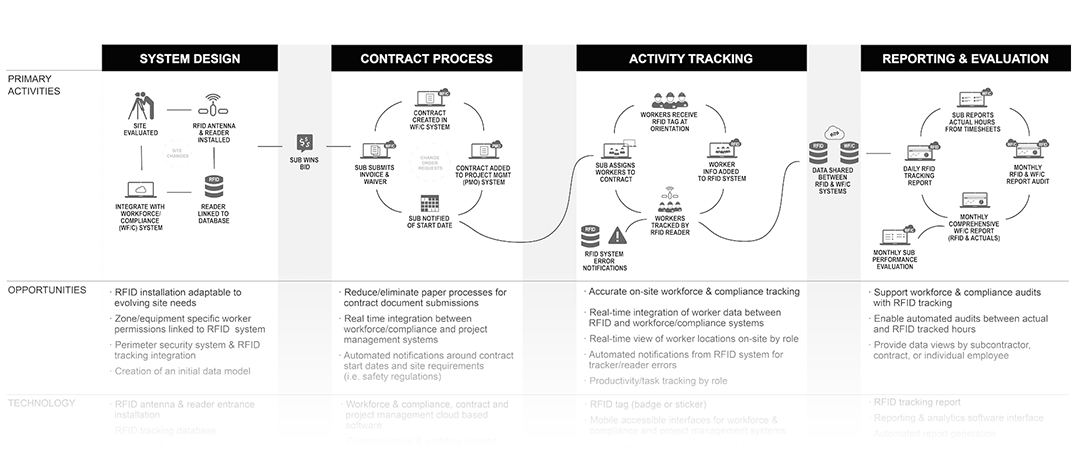 SYSTEM DESIGN
CONTRACT PROCESS
ACTIVITY TRACKING
REPORTING & EVALUATION
PRIMARY
ACTIVITIES
SITE
EVALUATED
RFID ANTENNA
& READER
INSTALLED
SITE
CHANGES
INTEGRATE WITH
WORKFORCE/
COMPLIANCE
(WF/C) SYSTEM
RFID
READER
LINKED TO
DATABASE
$ $
SUB WINS
BID
WF/C
CONTRACT
CREATED IN
WF/C SYSTEM
WF/C
SUB SUBMITS
INVOICE &
WAIVER
CHANGE
ORDER
REQUESTS
WF/C
CONTRACT ADDED
TO PROJECT MGMT
(PMO) SYSTEM
SUB NOTIFIED
OF START DATE
WORKERS RECEIVE
RFID TAG AT
ORIENTATION
SUB ASSIGNS
WORKERS TO
CONTRACT
WF/C
WORKER
INFO ADDED
TO RFID SYSTEM
WORKERS
TRACKED BY
RFID READER
RFID
RFID SYSTEM
ERROR
NOTIFICATIONS
RFID
WF/C
DATA SHARED
BETWEEN
RFID & WF/C
SYSTEMS
WF/C
SUB REPORTS
ACTUAL HOURS
FROM TIMESHEETS
RFID
DAILY RFID
TRACKING
REPORT
WF/C
MONTHLY
RFID & WF/C
REPORT AUDIT
WF/C
MONTHLY
COMPREHENSIVE
WF/C REPORT
(RFID & ACTUALS)
WF/C
MONTHLY SUB
PERFORMANCE
EVALUATION
OPPORTUNITIES
· RFID installation adaptable to
evolving site needs
· Zone/equipment specific worker
permissions linked to RFID system
· Perimeter security system & RFID
tracking integration
· Creation of an initial data model
· Reduce/eliminate paper processes for
contract document submissions
· Real time integration between
workforce/compliance and project
management systems
· Automated notifications around contract
start dates and site requirements
(i.e. safety regulations)
· Accurate on-site workforce & compliance tracking
· Real-time integration of worker data between
RFID and workforce/compliance systems
· Real-time view of worker locations on-site by role
· Automated notifications from RFID system for
tracker/reader errors
· Productivity/task tracking by role
· Support workforce & compliance audits
with RFID tracking
· Enable automated audits between actual
and RFID tracked hours
· Provide data views by subcontractor,
contract, or individual employee
TECHNOLOGY
· RFID antenna & reader entrance
installation
· RFID tracking database
· Workforce & compliance, contract and
project management cloud based
software
· RFID tag (badge or sticker)
· Mobile accessible interfaces for workforce &
compliance and project management systems
· RFID tracking report
· Reporting & analytics software interface
· Automated report generation